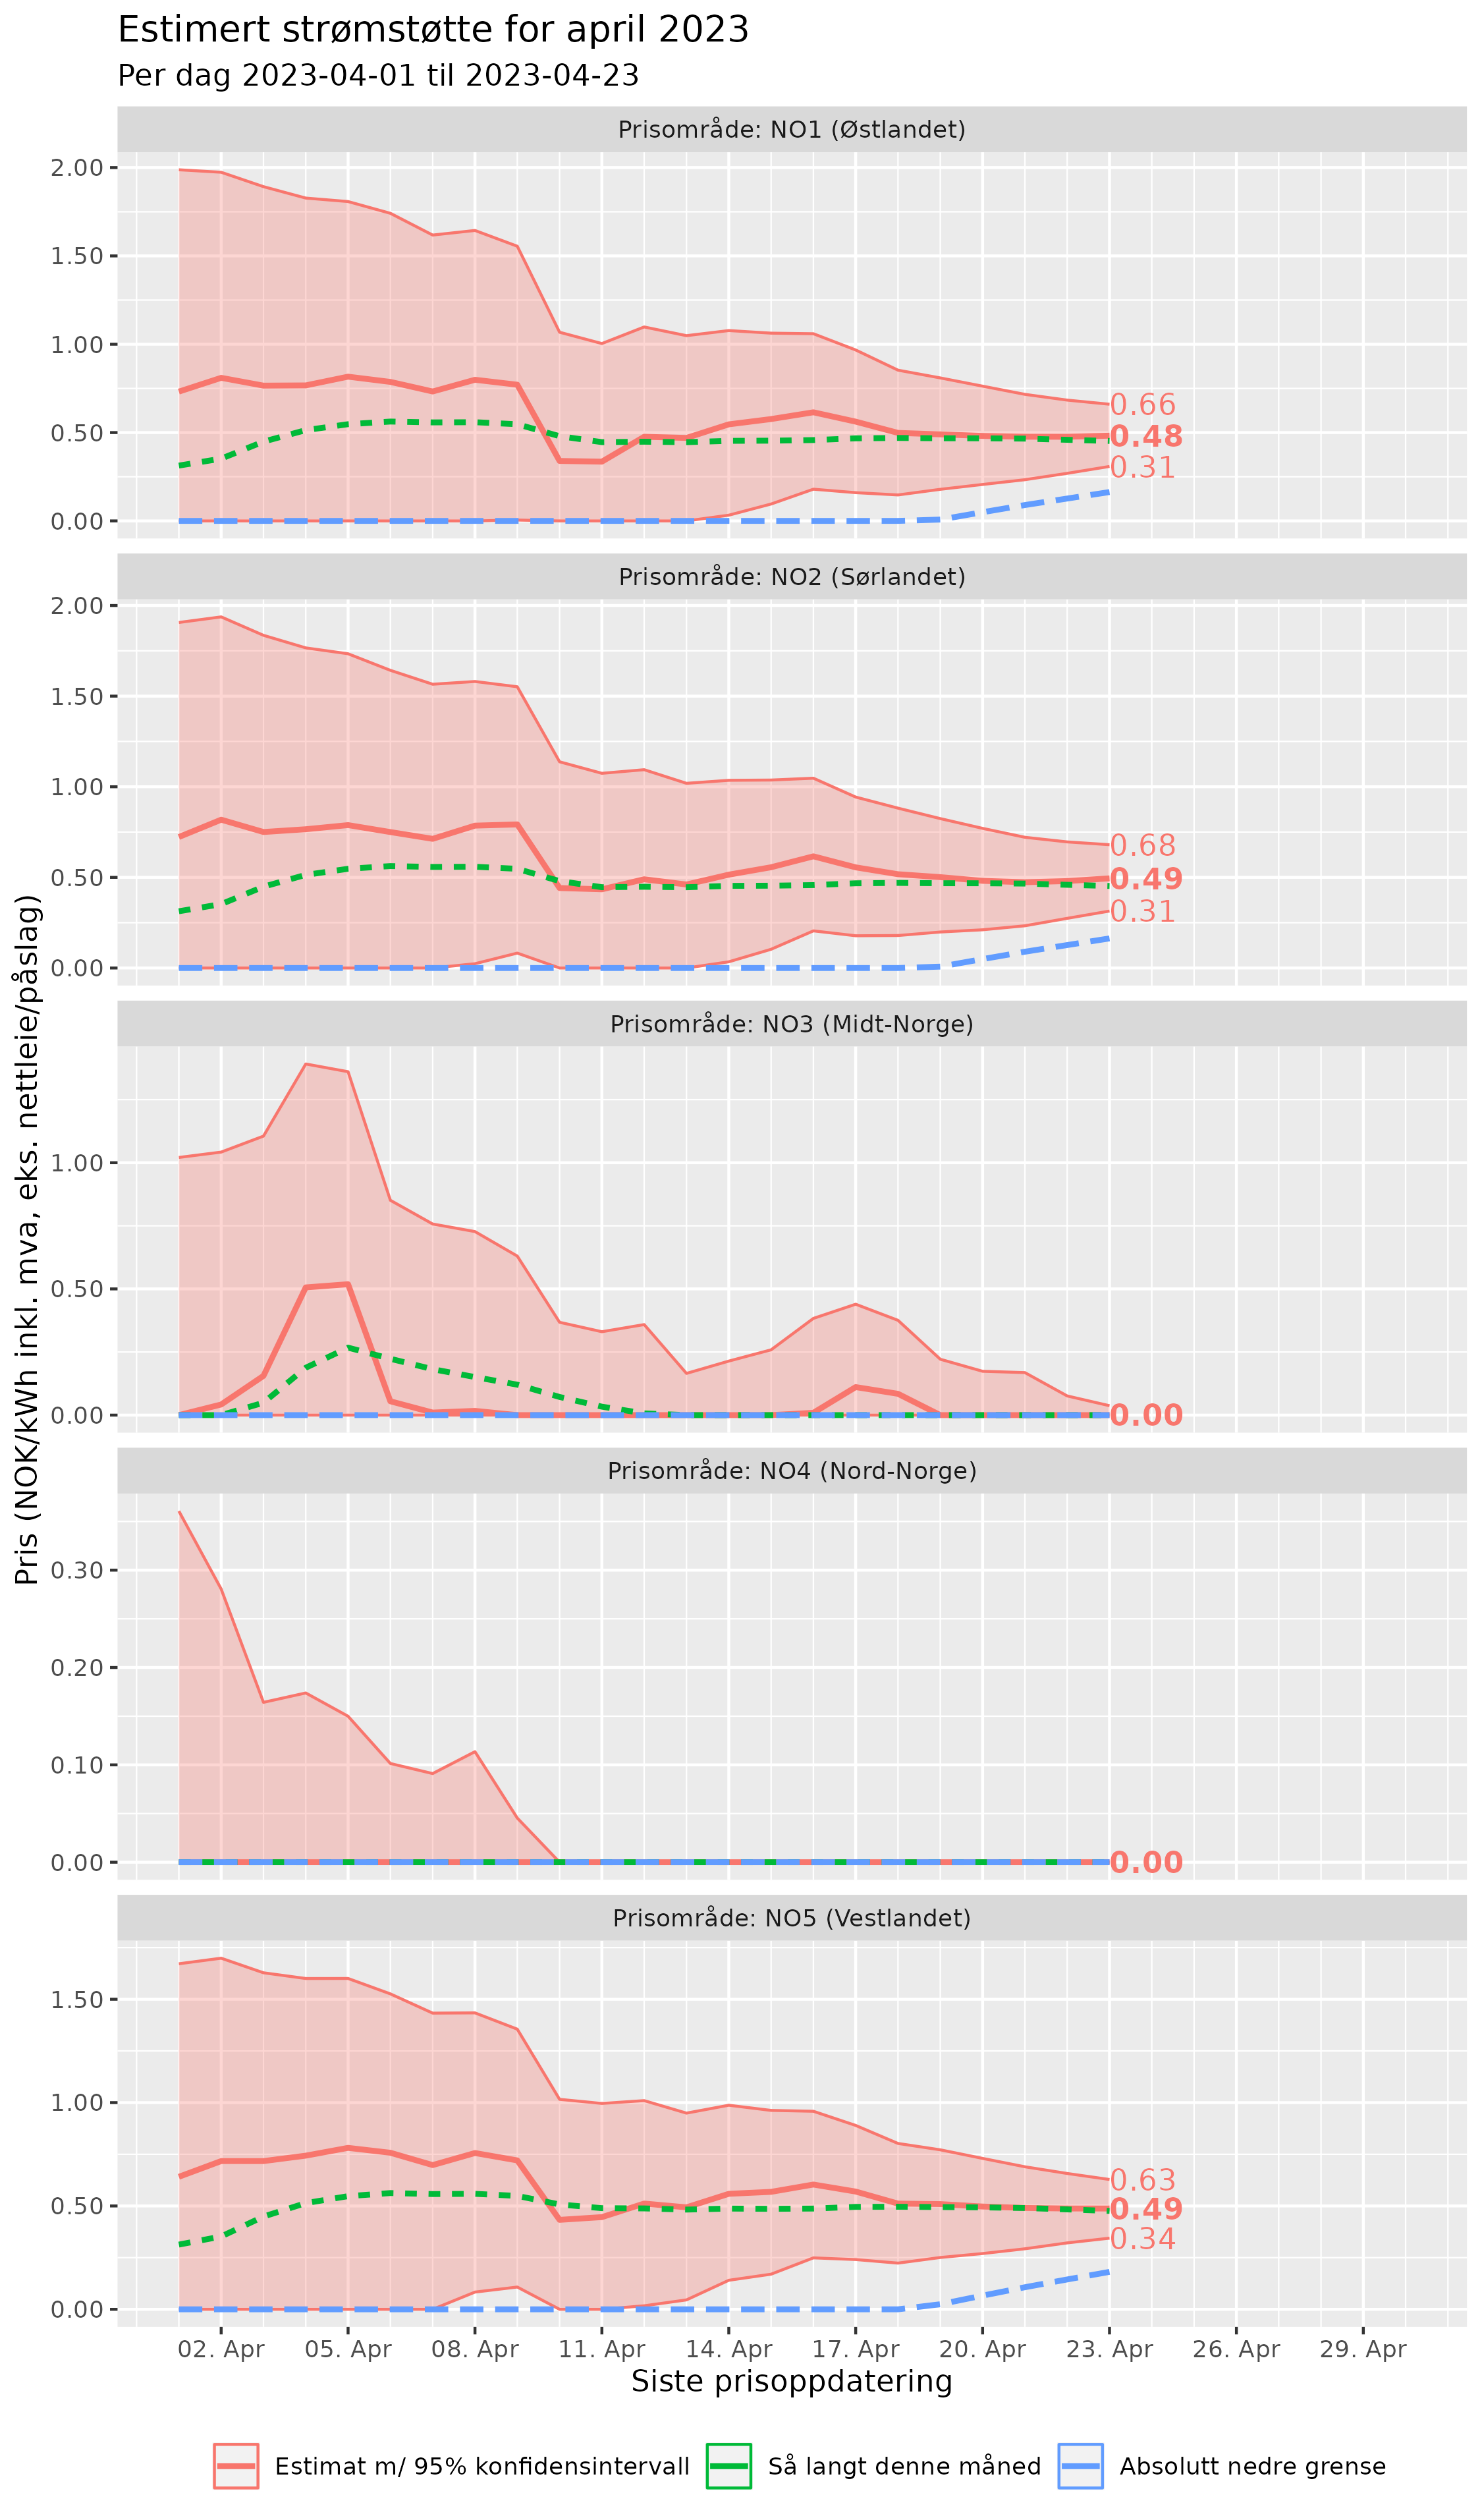 Estimert strømstøtte for april 2023
Per dag 2023-04-01 til 2023-04-23
Pris (NOK/kWh inkl. mva, eks. nettleie/påslag)
Prisområde: NO1 (Østlandet)
2.00
1.50
1.00
0.50
0.00
0.66
0.48
0.31
Prisområde: NO2 (Sørlandet)
2.00
1.50
1.00
0.50
0.00
0.68
0.49
0.31
Prisområde: NO3 (Midt-Norge)
1.00
0.50
0.00
0.00
Prisområde: NO4 (Nord-Norge)
0.30
0.20
0.10
0.00
0.00
Prisområde: NO5 (Vestlandet)
1.50
1.00
0.50
0.00
0.63
0.49
0.34
02. Apr 05. Apr 08. Apr 11. Apr 14. Apr 17. Apr 20. Apr 23. Apr 26. Apr 29. Apr
Siste prisoppdatering
Estimat m/ 95% konfidensintervall Så langt denne måned Absolutt nedre grense